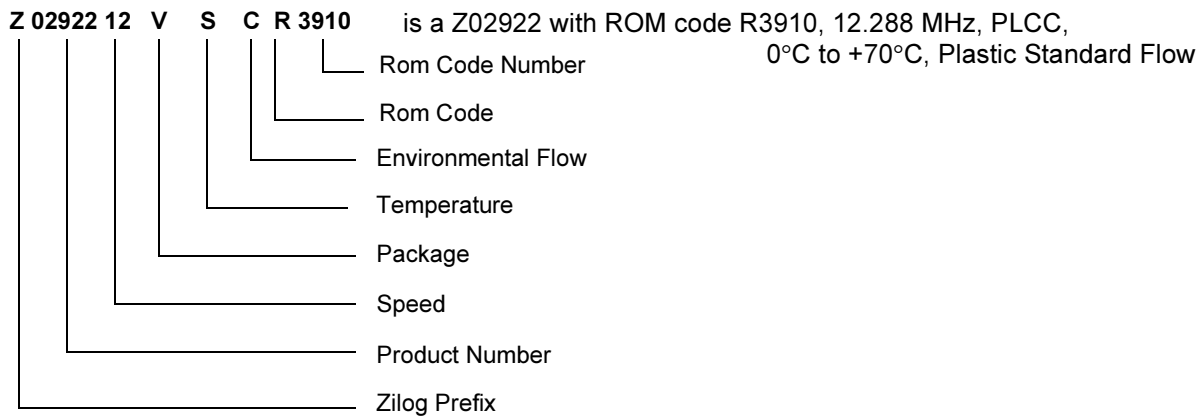 Z 02922 12 V S C R 3910 is a Z02922 with ROM code R3910, 12.288 MHz, PLCC,
0°C to +70°C, Plastic Standard Flow
Rom Code Number
Rom Code
Environmental Flow
Temperature
Package
Speed
Product Number
Zilog Prefix